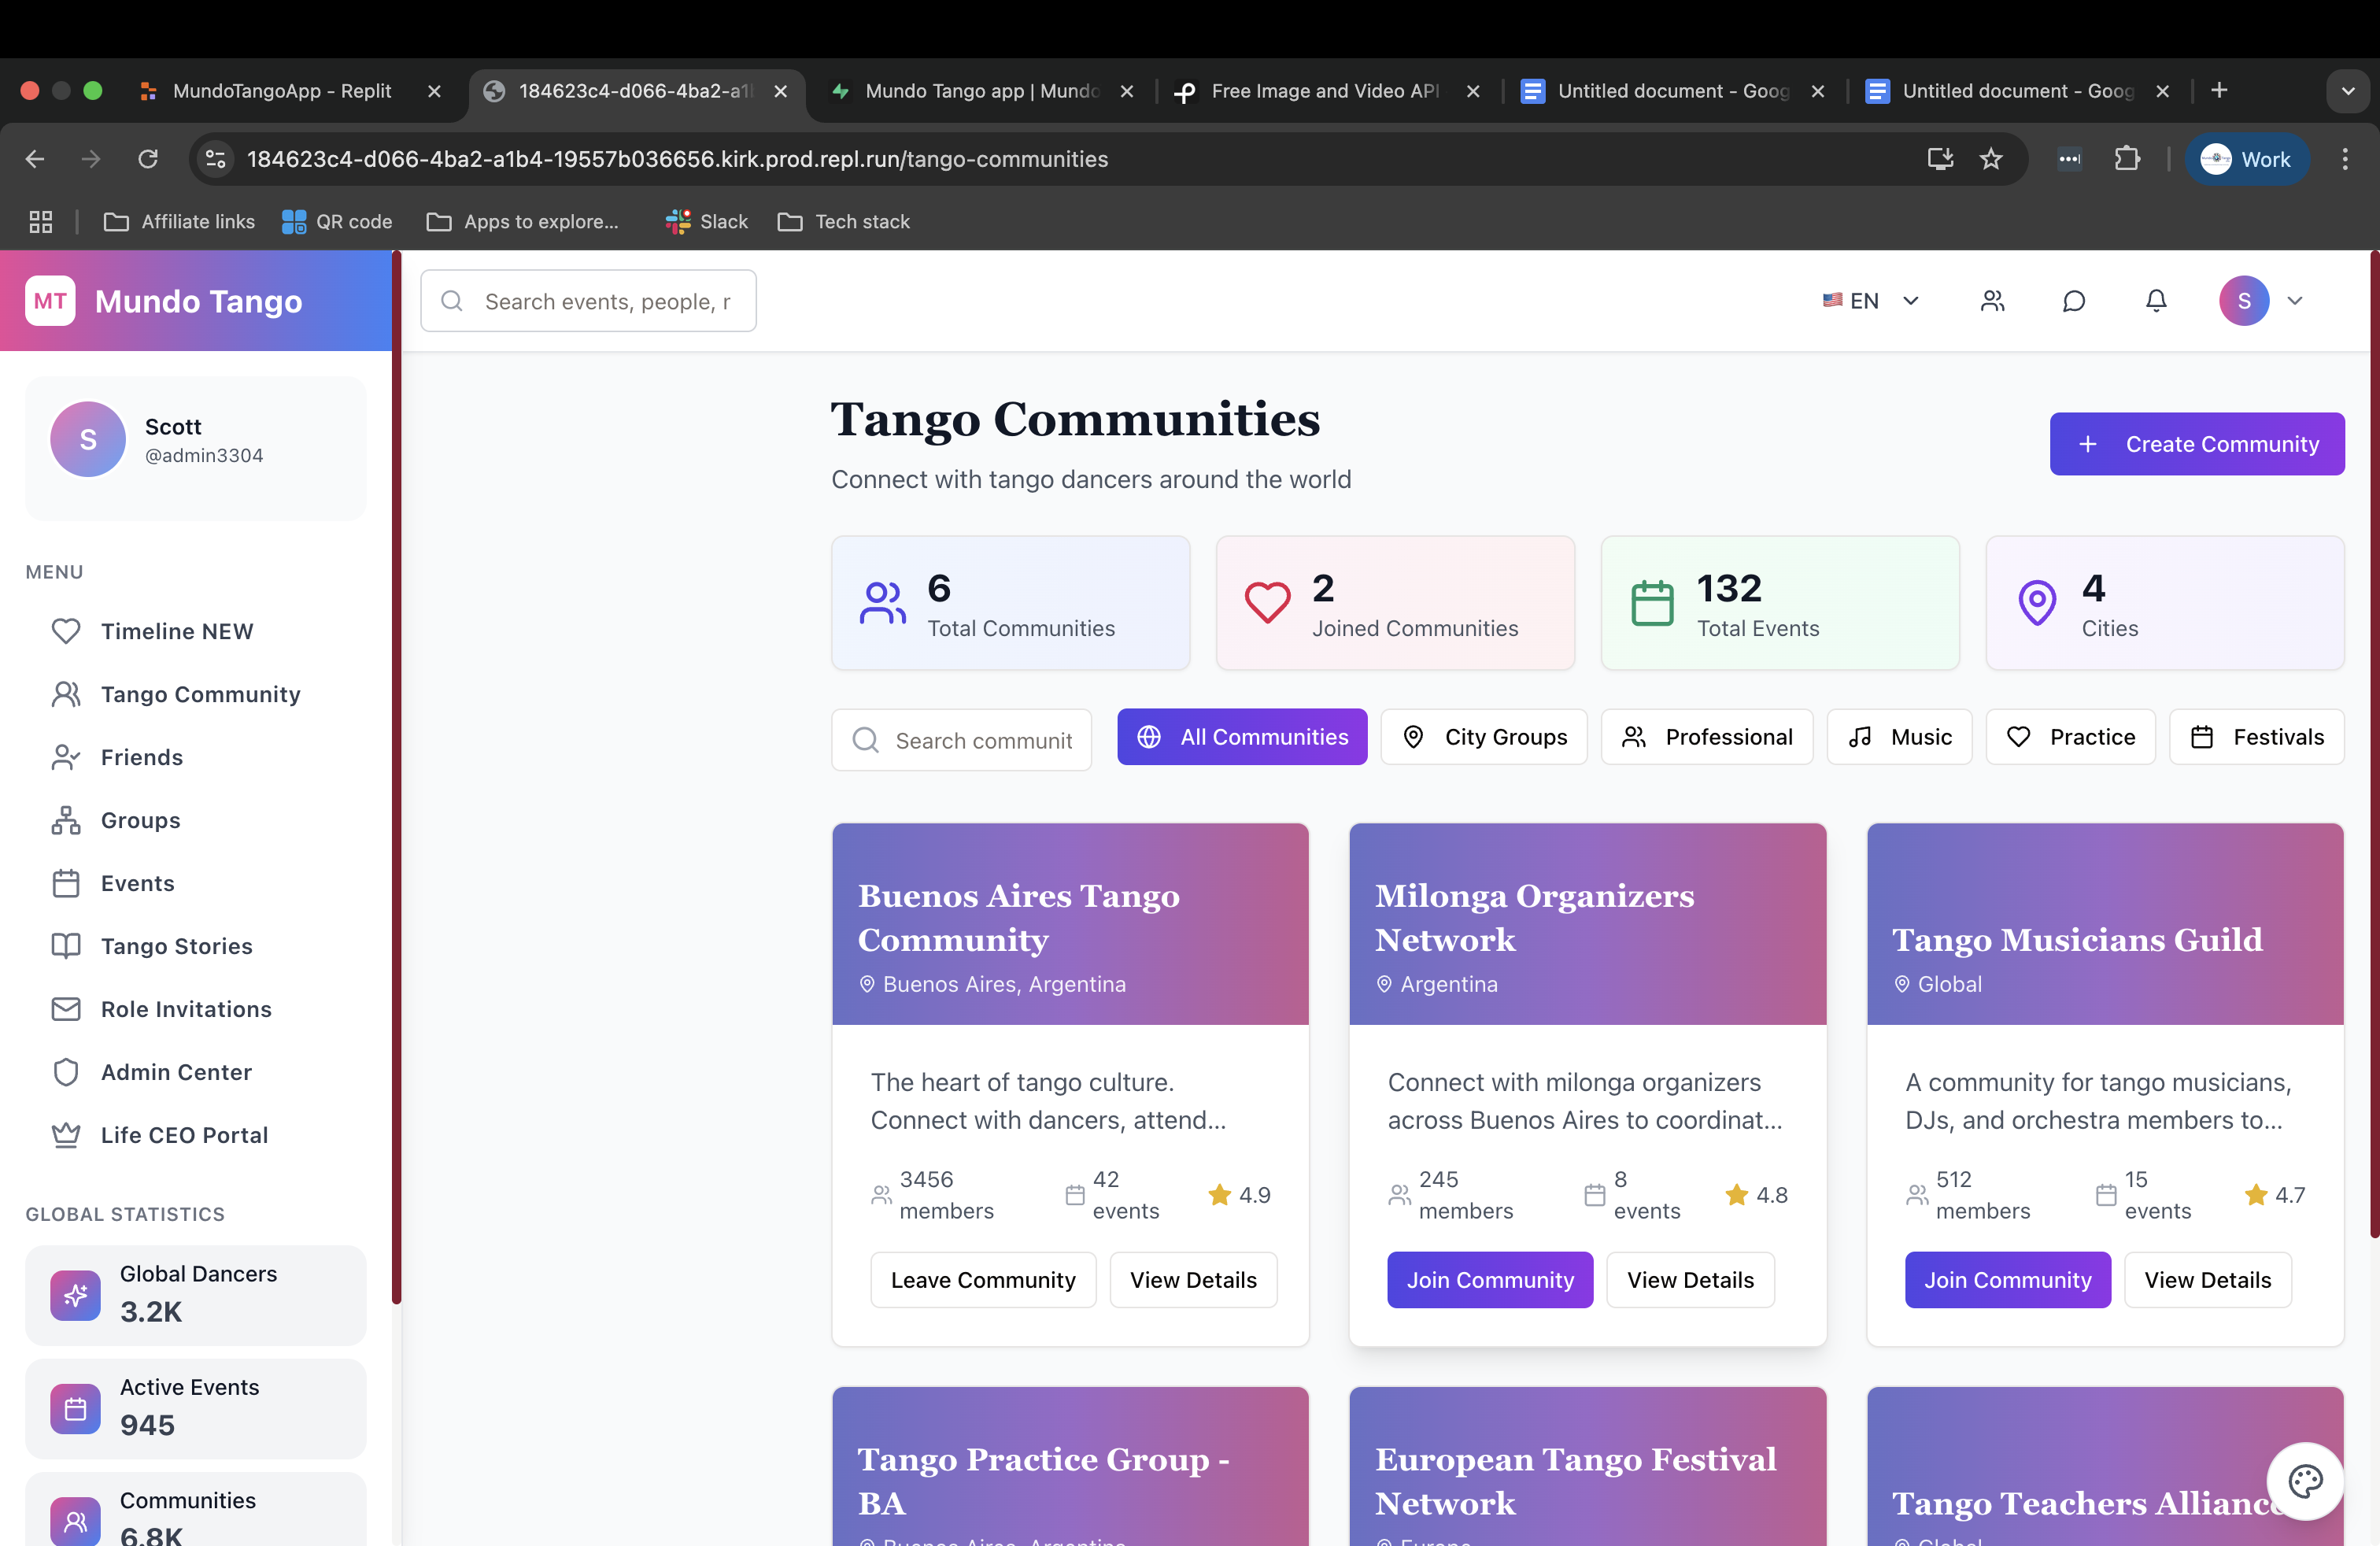 MundoTangoApp - Replit
184623c4-d066-4ba2-a1
Mundo Tango app | Mundo
Free Image and Video API
Untitled document - Goog
Untitled document - Goog
184623c4-d066-4ba2-a1b4-19557b036656.kirk.prod.repl.run/tango-communities
Work
Affiliate links
QR code
Apps to explore...
Slack
Tech stack
MT
Mundo Tango
Search events, people, r
EN
S
S
Scott
@admin3304
MENU
Timeline NEW
Tango Community
Friends
Groups
Events
Tango Stories
Role Invitations
Admin Center
Life CEO Portal
GLOBAL STATISTICS
Global Dancers
3.2K
Active Events
945
Communities
6.8K
Tango Communities
Connect with tango dancers around the world
Create Community
6
Total Communities
2
Joined Communities
132
Total Events
4
Cities
Search communit
All Communities
City Groups
Professional
Music
Practice
Festivals
Buenos Aires Tango
Community
Buenos Aires, Argentina
The heart of tango culture.
Connect with dancers, attend...
3456
members
42
events
4.9
Leave Community
View Details
Milonga Organizers
Network
Argentina
Connect with milonga organizers
across Buenos Aires to coordinat...
245
members
8
events
4.8
Join Community
View Details
Tango Musicians Guild
Global
A community for tango musicians,
DJs, and orchestra members to...
512
members
15
events
4.7
Join Community
View Details
Tango Practice Group -
BA
Buenos Aires, Argentina
European Tango Festival
Network
Europe
Tango Teachers Alliance
Global